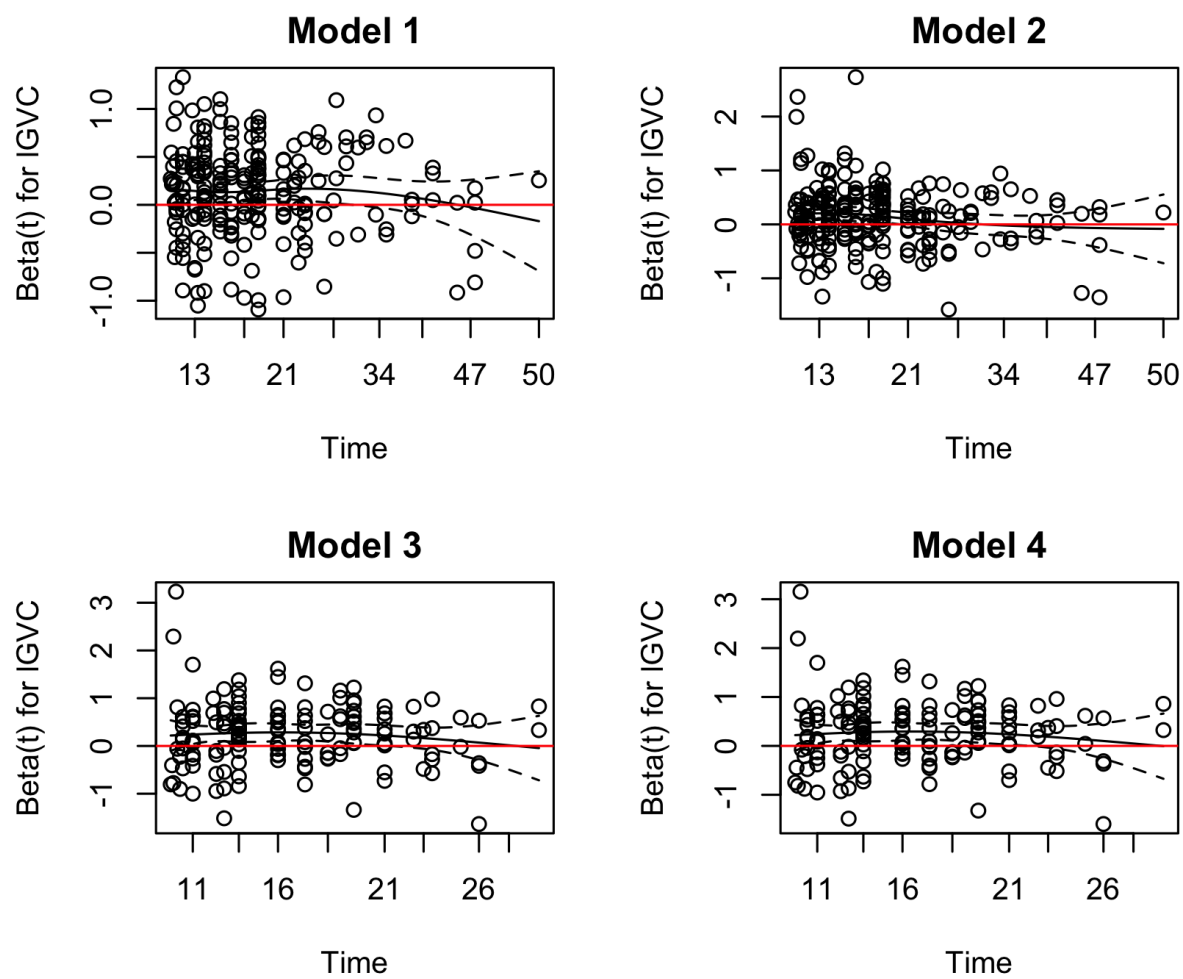 Model 1
Beta(t) for IGVC
1.0
0.0
-1.0
13 21 34 47 50
Time
Model 2
Beta(t) for IGVC
2
1
0
-1
13 21 34 47 50
Time
Model 3
Beta(t) for IGVC
3
2
1
0
-1
11 16 21 26
Time
Model 4
Beta(t) for IGVC
3
2
1
0
-1
11 16 21 26
Time